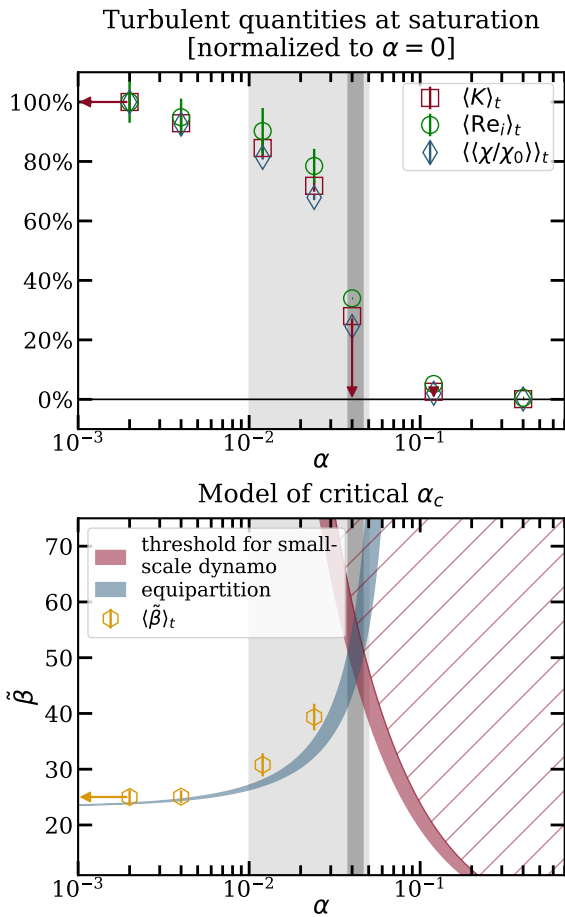 Turbulent quantities at saturation
[normalized to α = 0]
100%
80%
60%
40%
20%
0%
⟨K⟩t
⟨Reᵢ⟩t
⟨⟨χ/χ₀⟩⟩t
10⁻³
10⁻²
10⁻¹
α
Model of critical α_c
70
60
50
40
30
20
β̃
threshold for small-
scale dynamo
equipartition
⟨β̃⟩t
10⁻³
10⁻²
10⁻¹
α